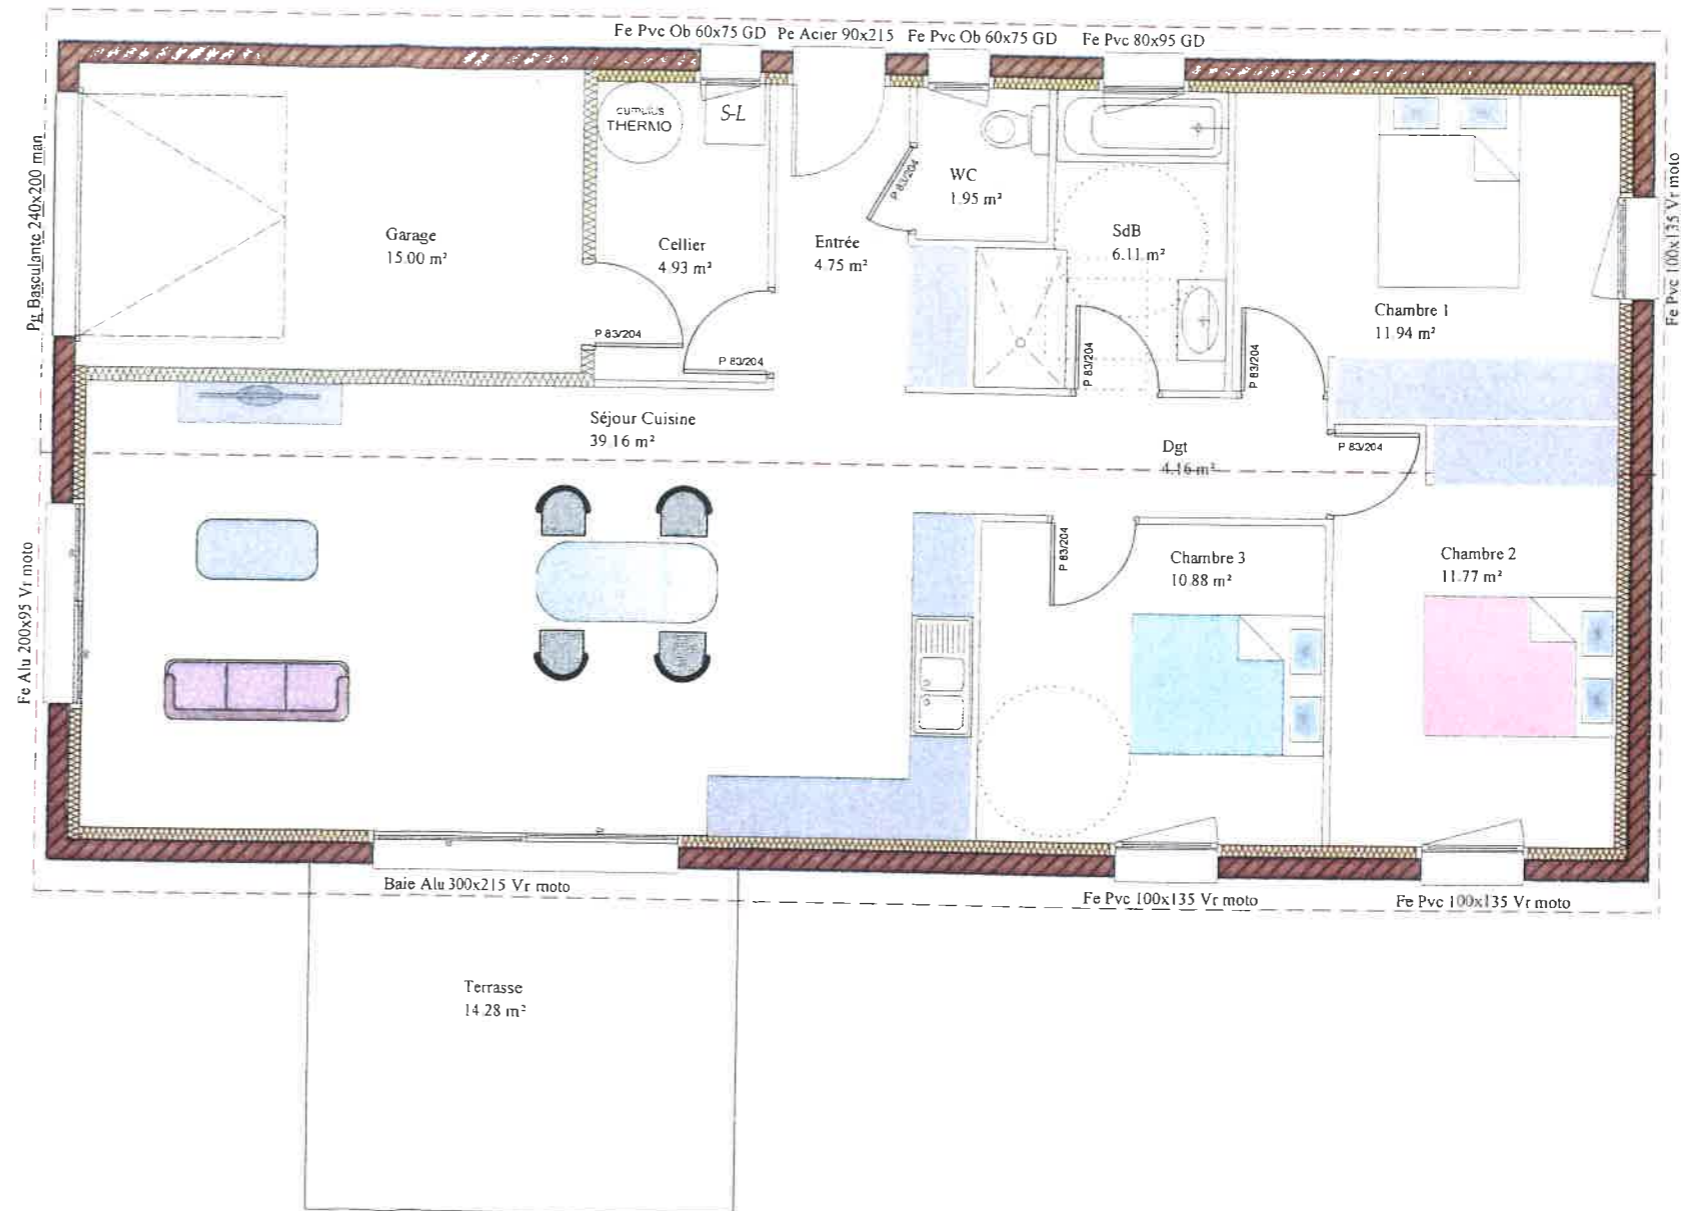 Fe Pvc Ob 60x75 GD
Pe Acier 90x215
Fe Pvc Ob 60x75 GD
Fe Pvc 80x95 GD
Pg Basculante 240x200 man
cumulus
THERMO
S-L
Garage
15.00 m²
Cellier
4.93 m²
Entrée
4.75 m²
WC
1.95 m²
P 83/204
SdB
6.11 m²
Chambre 1
11.94 m²
Fe Pvc 100x135 Vr moto
P 83/204
P 83/204
P 83/204
P 83/204
Séjour Cuisine
39.16 m²
Dgt
4.16 m²
P 83/204
Fe Alu 200x95 Vr moto
P 83/204
Chambre 3
10.88 m²
Chambre 2
11.77 m²
Baie Alu 300x215 Vr moto
Fe Pvc 100x135 Vr moto
Fe Pvc 100x135 Vr moto
Terrasse
14.28 m²